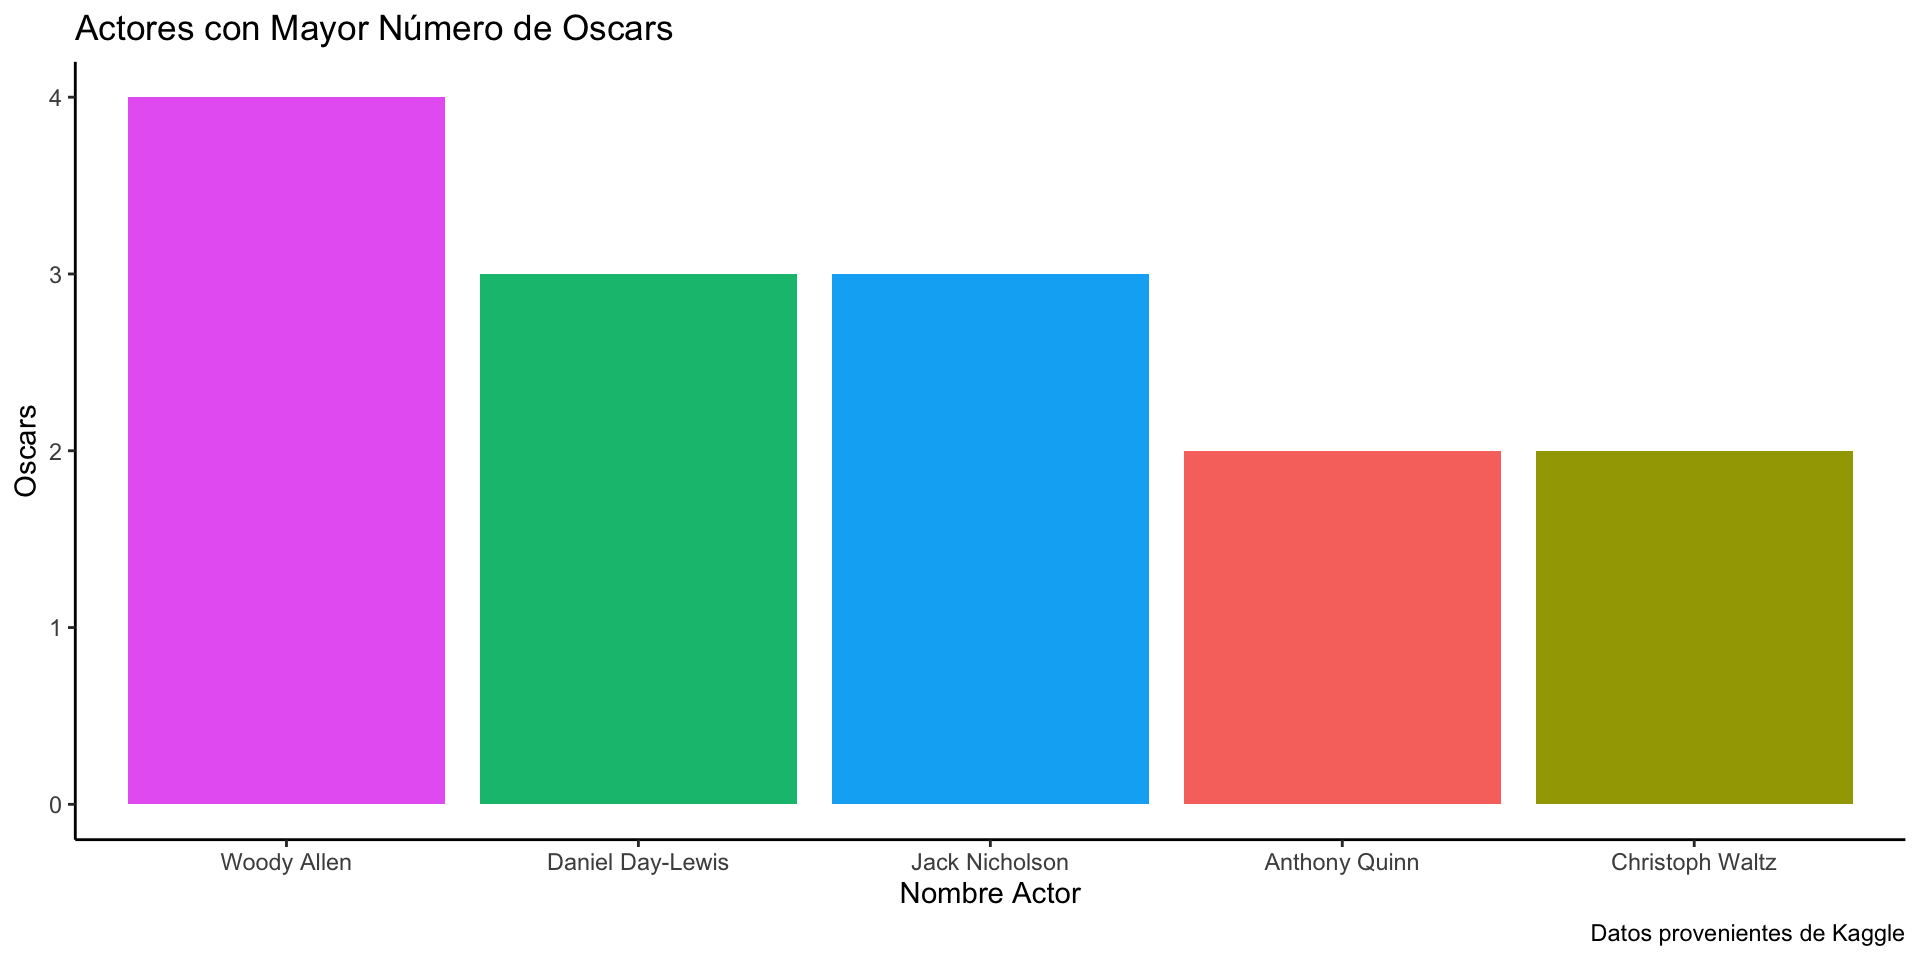 Actores con Mayor Número de Oscars
Oscars
4
3
2
1
0
Woody Allen Daniel Day-Lewis Jack Nicholson Anthony Quinn Christoph Waltz
Nombre Actor
Datos provenientes de Kaggle